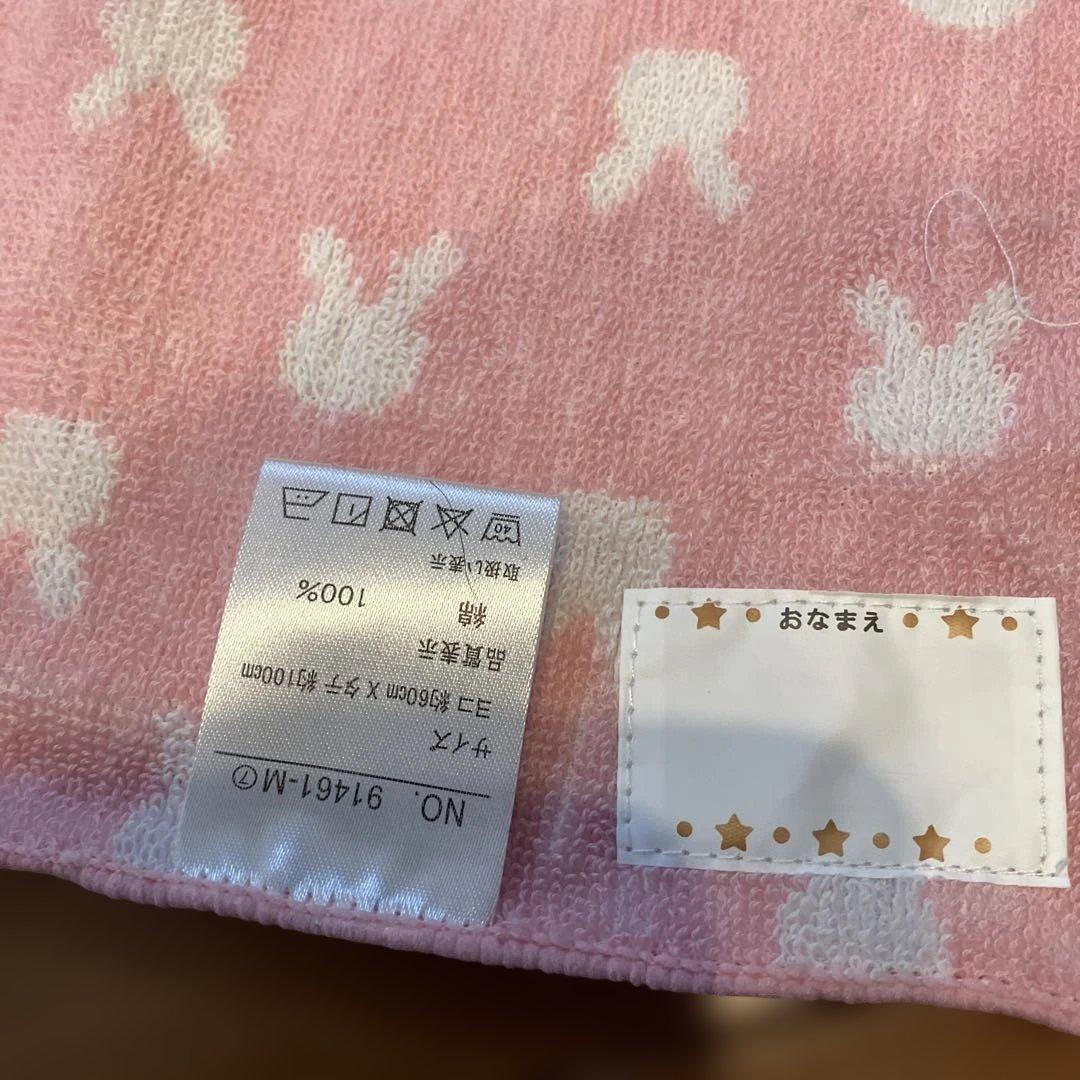 NO. 91461-M⑦
サイズ
ヨコ 約60cm X タテ 約100cm
品質表示
綿 100%
取扱い表示
40
おなまえ